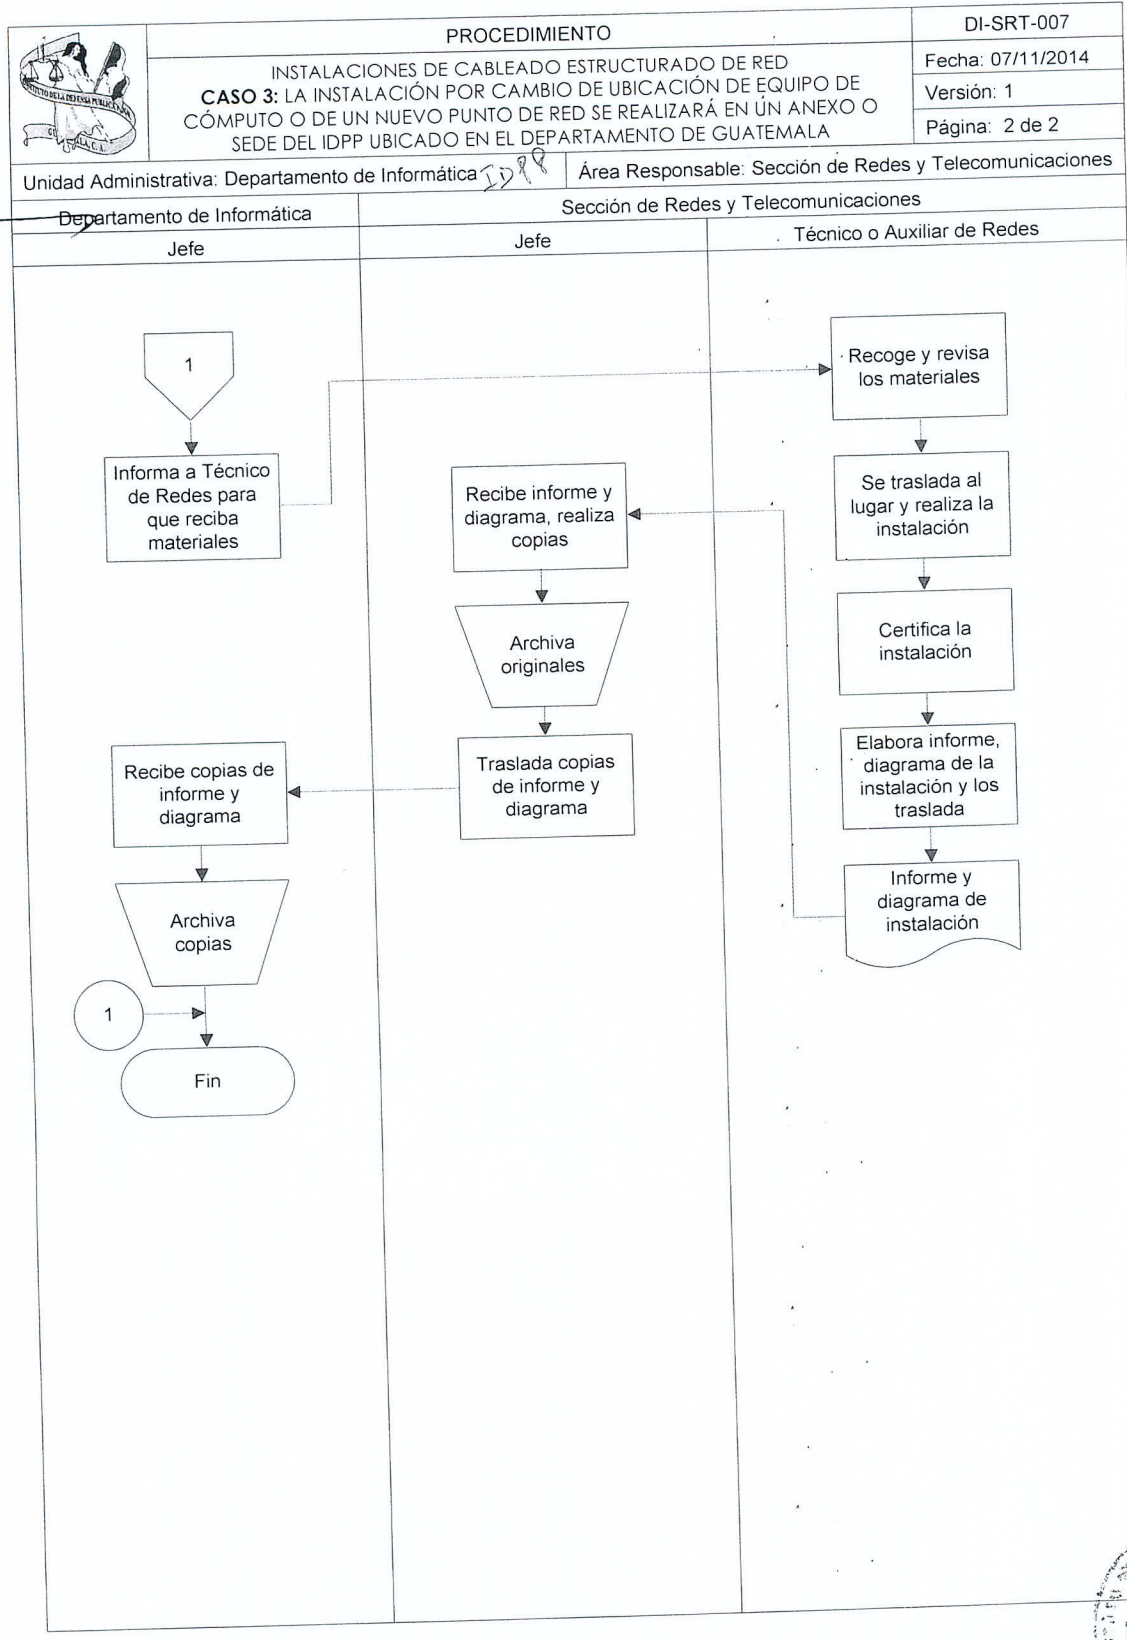 PROCEDIMIENTO
DI-SRT-007
INSTALACIONES DE CABLEADO ESTRUCTURADO DE RED
CASO 3: LA INSTALACIÓN POR CAMBIO DE UBICACIÓN DE EQUIPO DE
CÓMPUTO O DE UN NUEVO PUNTO DE RED SE REALIZARÁ EN ÚN ANEXO O
SEDE DEL IDPP UBICADO EN EL DEPARTAMENTO DE GUATEMALA
Fecha: 07/11/2014
Versión: 1
Página: 2 de 2
Unidad Administrativa: Departamento de Informática IDPP
Área Responsable: Sección de Redes y Telecomunicaciones
Departamento de Informática
Sección de Redes y Telecomunicaciones
Jefe
Jefe
Técnico o Auxiliar de Redes
1
Informa a Técnico
de Redes para
que reciba
materiales
Recoge y revisa
los materiales
Se traslada al
lugar y realiza la
instalación
Certifica la
instalación
Elabora informe,
diagrama de la
instalación y los
traslada
Informe y
diagrama de
instalación
Recibe informe y
diagrama, realiza
copias
Archiva
originales
Traslada copias
de informe y
diagrama
Recibe copias de
informe y
diagrama
Archiva
copias
1
Fin